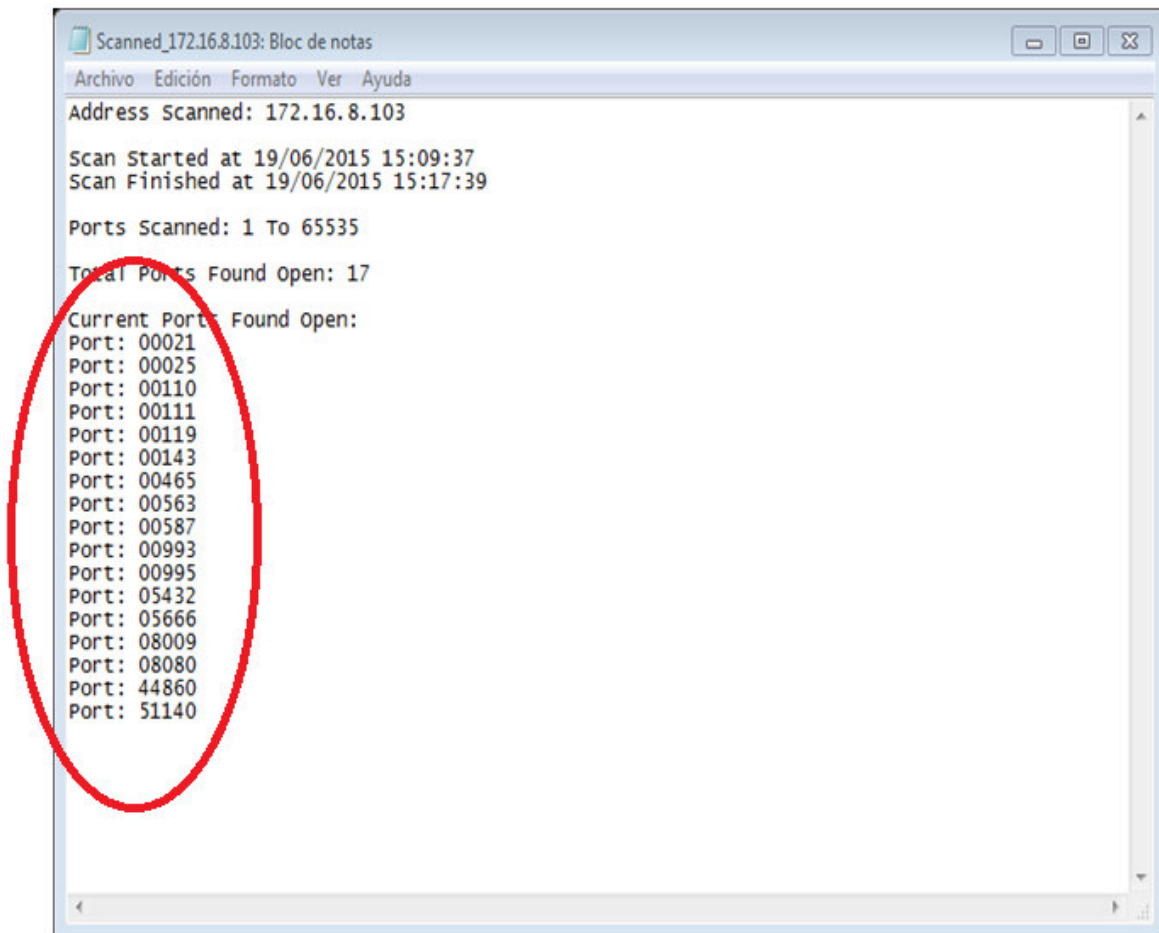 Scanned_172.16.8.103: Bloc de notas
Archivo Edición Formato Ver Ayuda
Address Scanned: 172.16.8.103
Scan Started at 19/06/2015 15:09:37
Scan Finished at 19/06/2015 15:17:39
Ports Scanned: 1 To 65535
Total Ports Found Open: 17
Current Ports Found Open:
Port: 00021
Port: 00025
Port: 00110
Port: 00111
Port: 00119
Port: 00143
Port: 00465
Port: 00563
Port: 00587
Port: 00993
Port: 00995
Port: 05432
Port: 05666
Port: 08009
Port: 08080
Port: 44860
Port: 51140